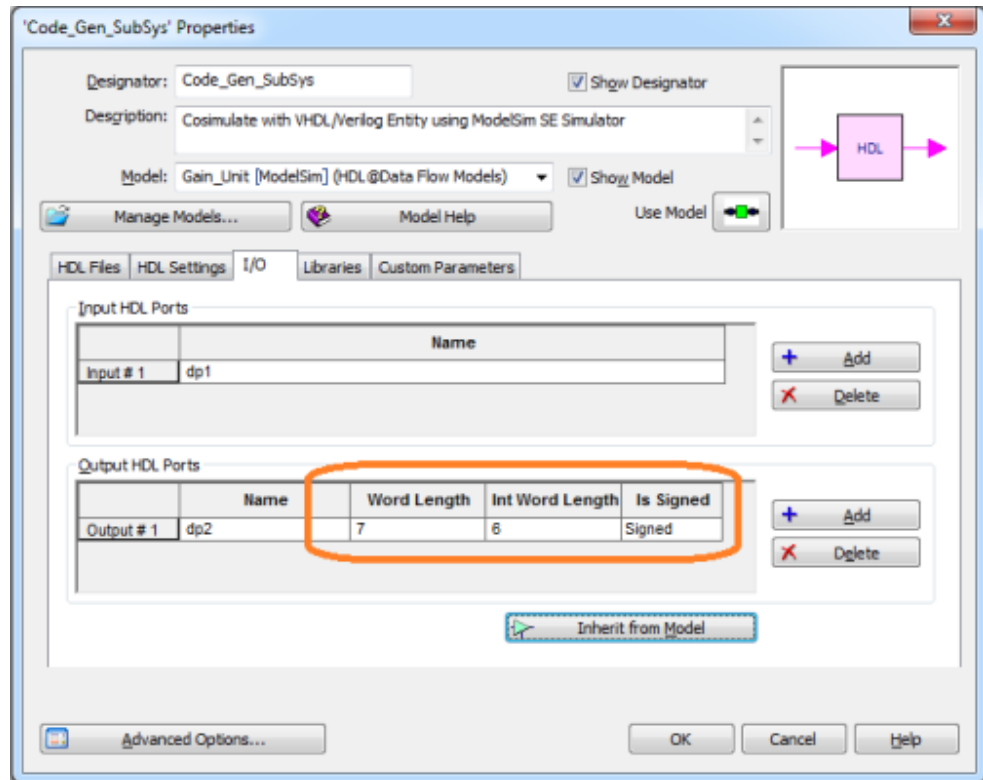 'Code_Gen_SubSys' Properties
Designator: Code_Gen_SubSys Show Designator
Description: Cosimulate with VHDL/Verilog Entity using ModelSim SE Simulator
HDL
Model: Gain_Unit [ModelSim] (HDL@Data Flow Models) Show Model
Manage Models... Model Help Use Model
HDL Files HDL Settings I/O Libraries Custom Parameters
Input HDL Ports
Name
Input # 1 dp1
Add
Delete
Output HDL Ports
Name Word Length Int Word Length Is Signed
Output # 1 dp2 7 6 Signed
Add
Delete
Inherit from Model
Advanced Options... OK Cancel Help